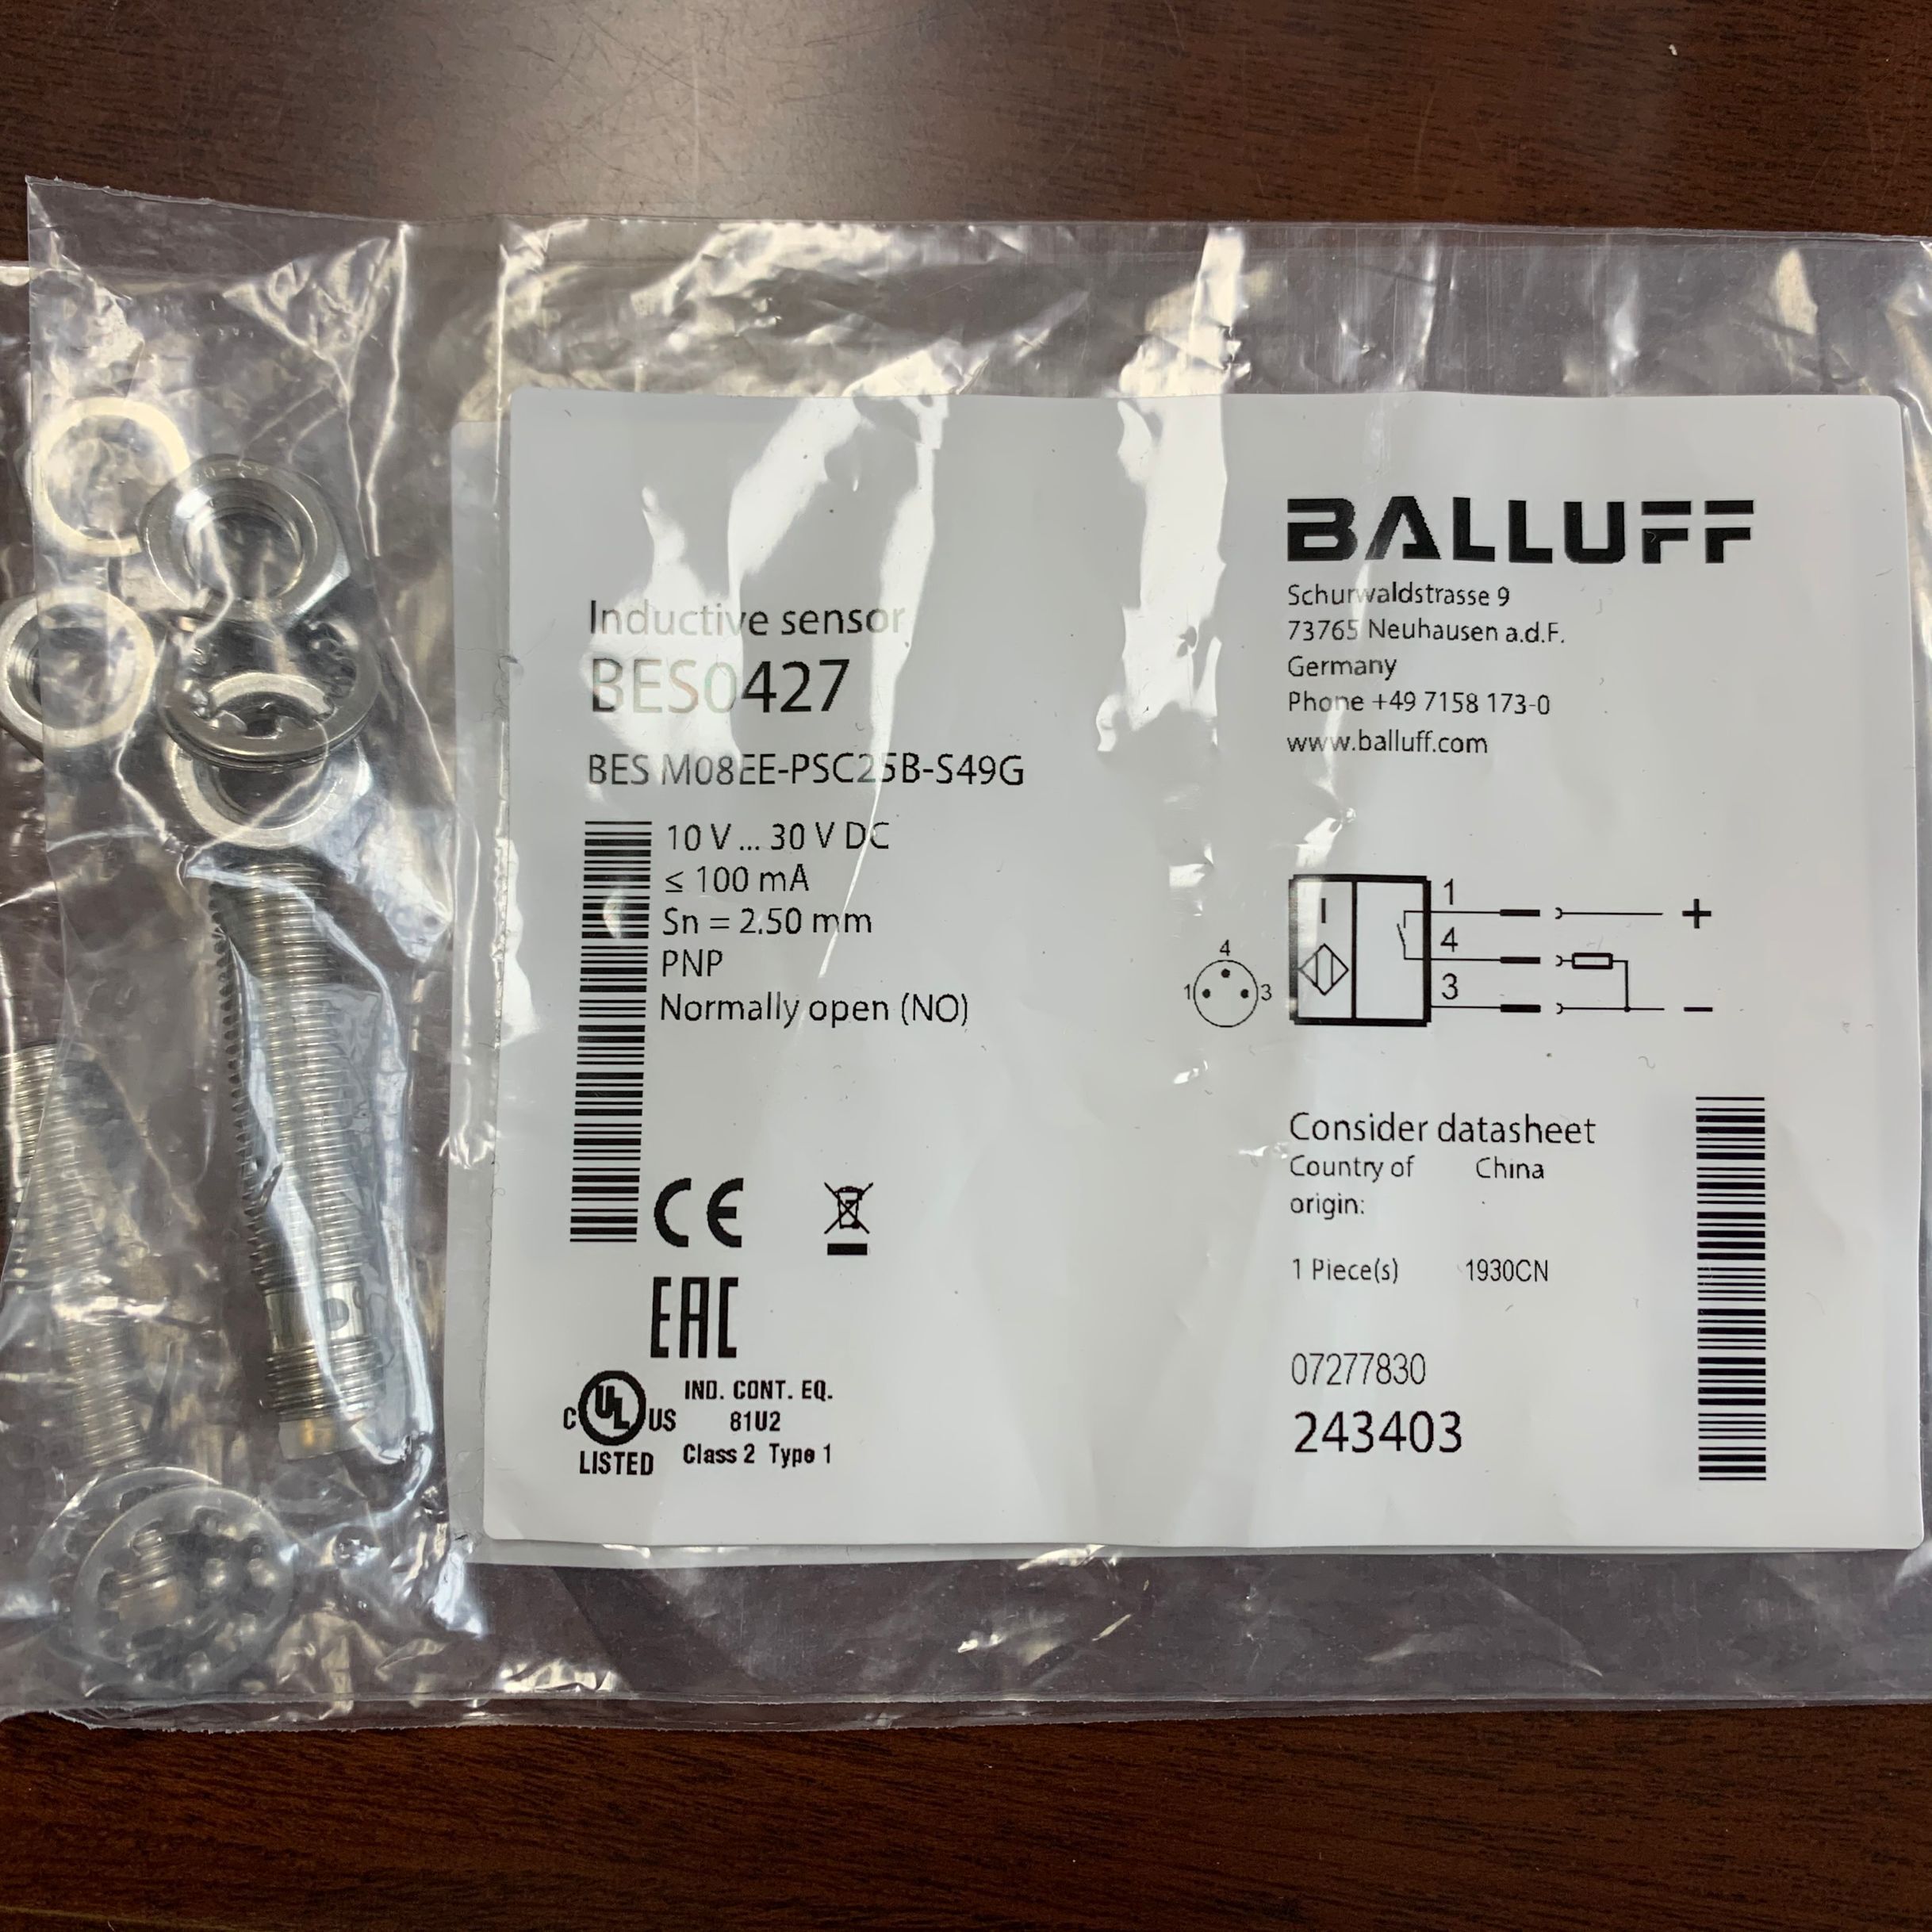 Inductive sensor
BES0427
BES M08EE-PSC25B-S49G
10 V ... 30 V DC
≤ 100 mA
Sn = 2.50 mm
PNP
Normally open (NO)
CE
EAC
C UL US
LISTED
IND. CONT. EQ.
81U2
Class 2 Type 1
BALLUFF
Schurwaldstrasse 9
73765 Neuhausen a.d.F.
Germany
Phone +49 7158 173-0
www.balluff.com
4
1 3
I
1 +
4
3 −
Consider datasheet
Country of China
origin:
1 Piece(s) 1930CN
07277830
243403